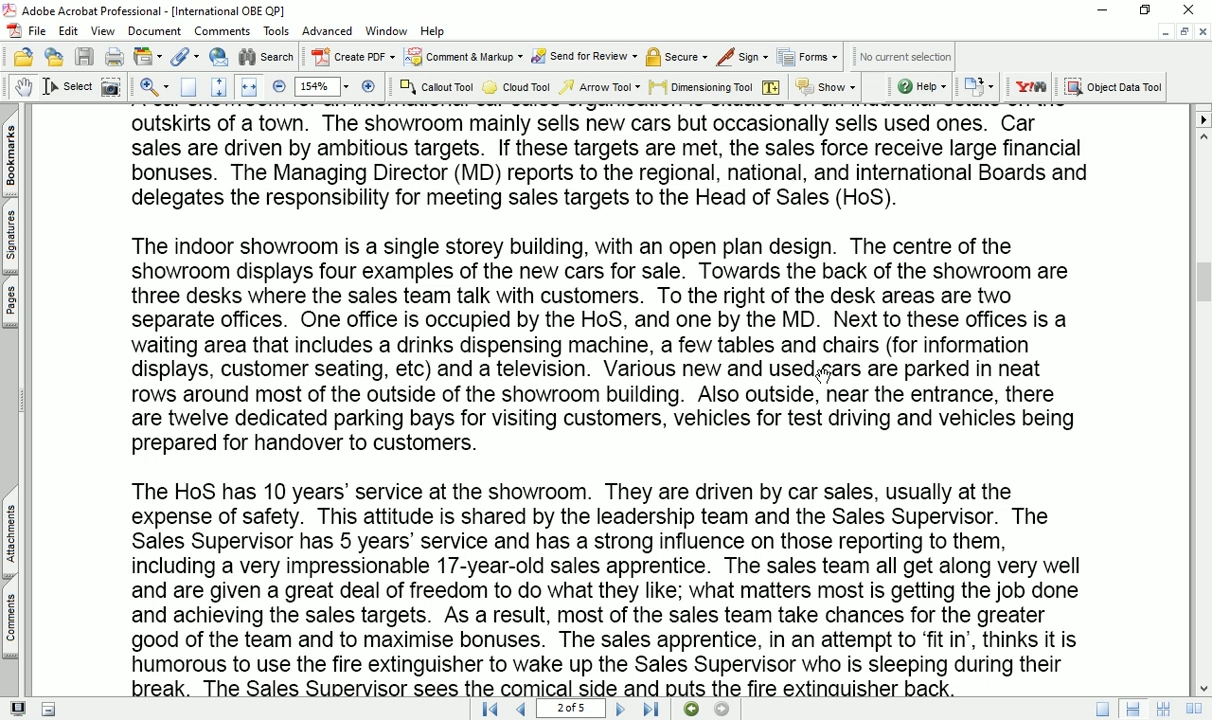 Adobe Acrobat Professional - [International OBE QP]
File Edit View Document Comments Tools Advanced Window Help
Search Create PDF Comment & Markup Send for Review Secure Sign Forms No current selection
Select 154% Callout Tool Cloud Tool Arrow Tool Dimensioning Tool Show Help Y! Object Data Tool
outskirts of a town. The showroom mainly sells new cars but occasionally sells used ones. Car
sales are driven by ambitious targets. If these targets are met, the sales force receive large financial
bonuses. The Managing Director (MD) reports to the regional, national, and international Boards and
delegates the responsibility for meeting sales targets to the Head of Sales (HoS).
The indoor showroom is a single storey building, with an open plan design. The centre of the
showroom displays four examples of the new cars for sale. Towards the back of the showroom are
three desks where the sales team talk with customers. To the right of the desk areas are two
separate offices. One office is occupied by the HoS, and one by the MD. Next to these offices is a
waiting area that includes a drinks dispensing machine, a few tables and chairs (for information
displays, customer seating, etc) and a television. Various new and used cars are parked in neat
rows around most of the outside of the showroom building. Also outside, near the entrance, there
are twelve dedicated parking bays for visiting customers, vehicles for test driving and vehicles being
prepared for handover to customers.
The HoS has 10 years' service at the showroom. They are driven by car sales, usually at the
expense of safety. This attitude is shared by the leadership team and the Sales Supervisor. The
Sales Supervisor has 5 years' service and has a strong influence on those reporting to them,
including a very impressionable 17-year-old sales apprentice. The sales team all get along very well
and are given a great deal of freedom to do what they like; what matters most is getting the job done
and achieving the sales targets. As a result, most of the sales team take chances for the greater
good of the team and to maximise bonuses. The sales apprentice, in an attempt to 'fit in', thinks it is
humorous to use the fire extinguisher to wake up the Sales Supervisor who is sleeping during their
break. The Sales Supervisor sees the comical side and puts the fire extinguisher back.
Bookmarks
Signatures
Pages
Attachments
Comments
2 of 5